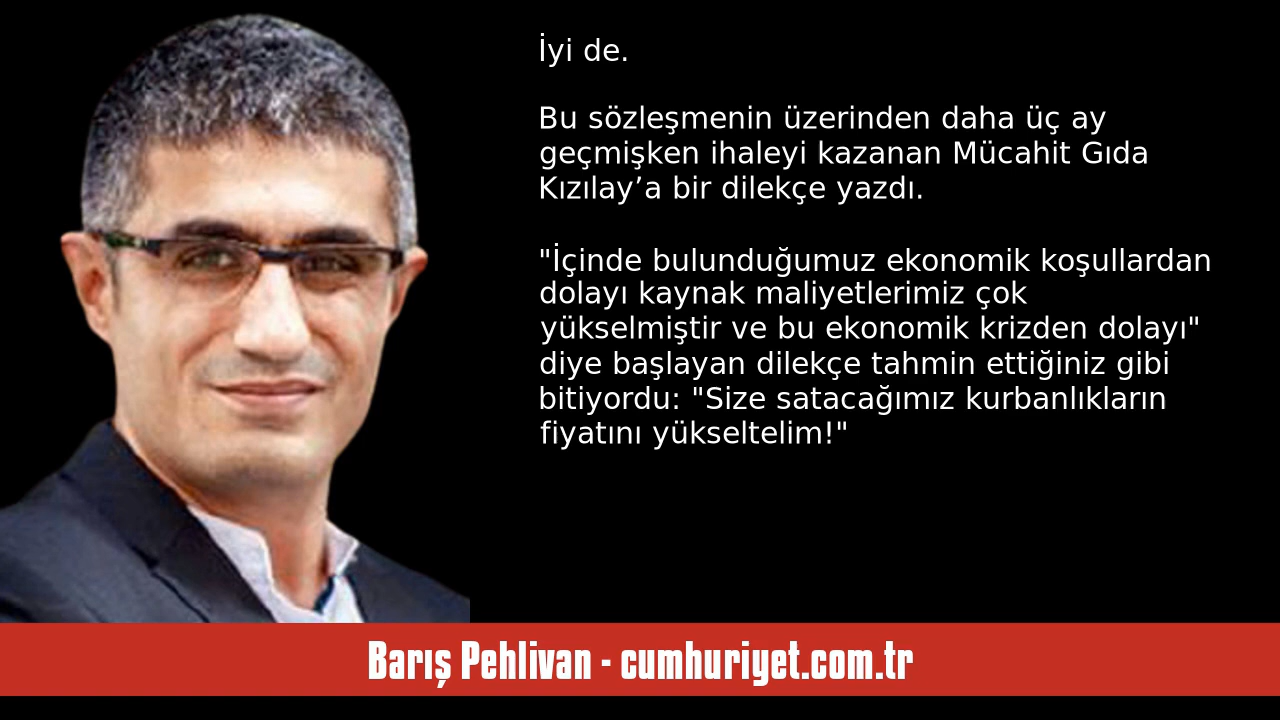 İyi de.
Bu sözleşmenin üzerinden daha üç ay
geçmişken ihaleyi kazanan Mücahit Gıda
Kızılay’a bir dilekçe yazdı.
"İçinde bulunduğumuz ekonomik koşullardan
dolayı kaynak maliyetlerimiz çok
yükselmiştir ve bu ekonomik krizden dolayı"
diye başlayan dilekçe tahmin ettiğiniz gibi
bitiyordu: "Size satacağımız kurbanlıkların
fiyatını yükseltelim!"
Barış Pehlivan - cumhuriyet.com.tr